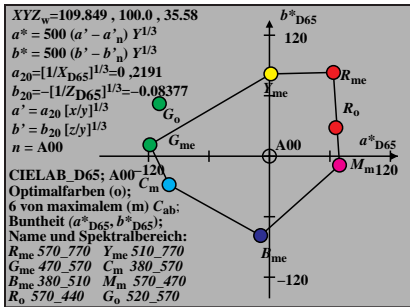 XYZw=109.849 , 100.0 , 35.58
a* = 500 (a' – a'n) Y1/3
b* = 500 (b' – b'n) Y1/3
a20=[1/XD65]1/3=0 ,2191
b20=–[1/ZD65]1/3=–0.08377
a' = a20 [x/y]1/3
b' = b20 [z/y]1/3
n = A00
CIELAB_D65; A00
Optimalfarben (o);
6 von maximalem (m) Cab;
Buntheit (a*D65, b*D65);
Name und Spektralbereich:
Rme 570_770 Yme 510_770
Gme 470_570 Cm 380_570
Bme 380_510 Mm 570_470
Ro 570_440 Go 520_570
b*D65
120
Yme
Rme
Ro
Go
Gme
A00
a*D65
–120
Cm
Mm
120
Bme
–120